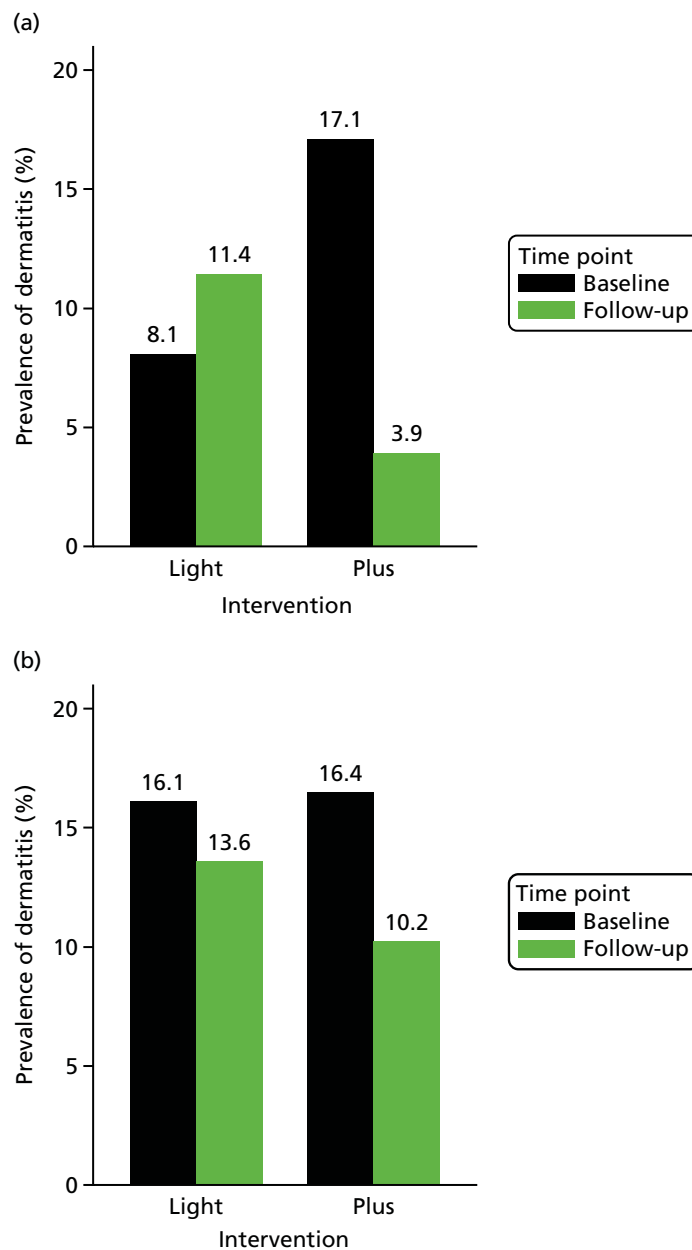 (a)
Prevalence of dermatitis (%)
20
15
10
5
0
8.1
11.4
17.1
3.9
Light
Plus
Intervention
Time point
Baseline
Follow-up
(b)
Prevalence of dermatitis (%)
20
15
10
5
0
16.1
13.6
16.4
10.2
Light
Plus
Intervention
Time point
Baseline
Follow-up